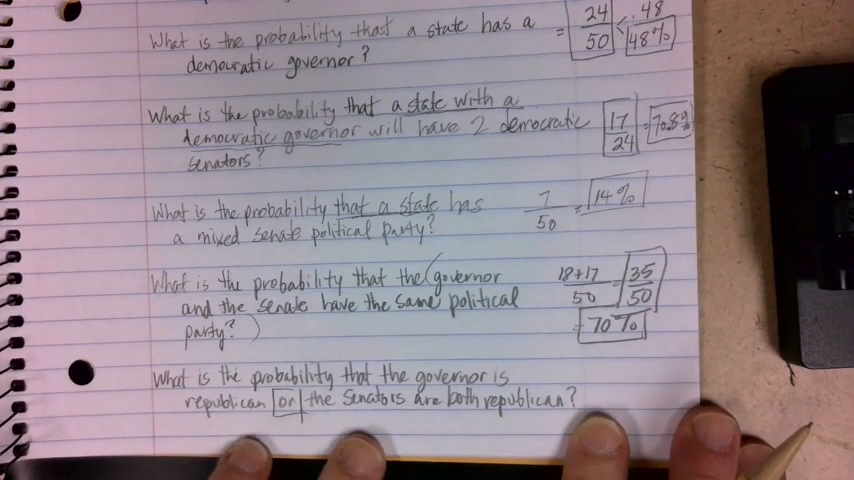 What is the probability that a state has a
democratic governor?
= 24/50 < .48
48%
What is the probability that a state with a
democratic governor will have 2 democratic
senators?
17/24 = 70.8%
What is the probability that a state has
a mixed senate political party?
7/50 = 14%
What is the probability that the (governor
and the senate have the same political
party?)
18+17/50 = 35/50
= 70%
What is the probability that the governor is
republican or the senators are both republican?